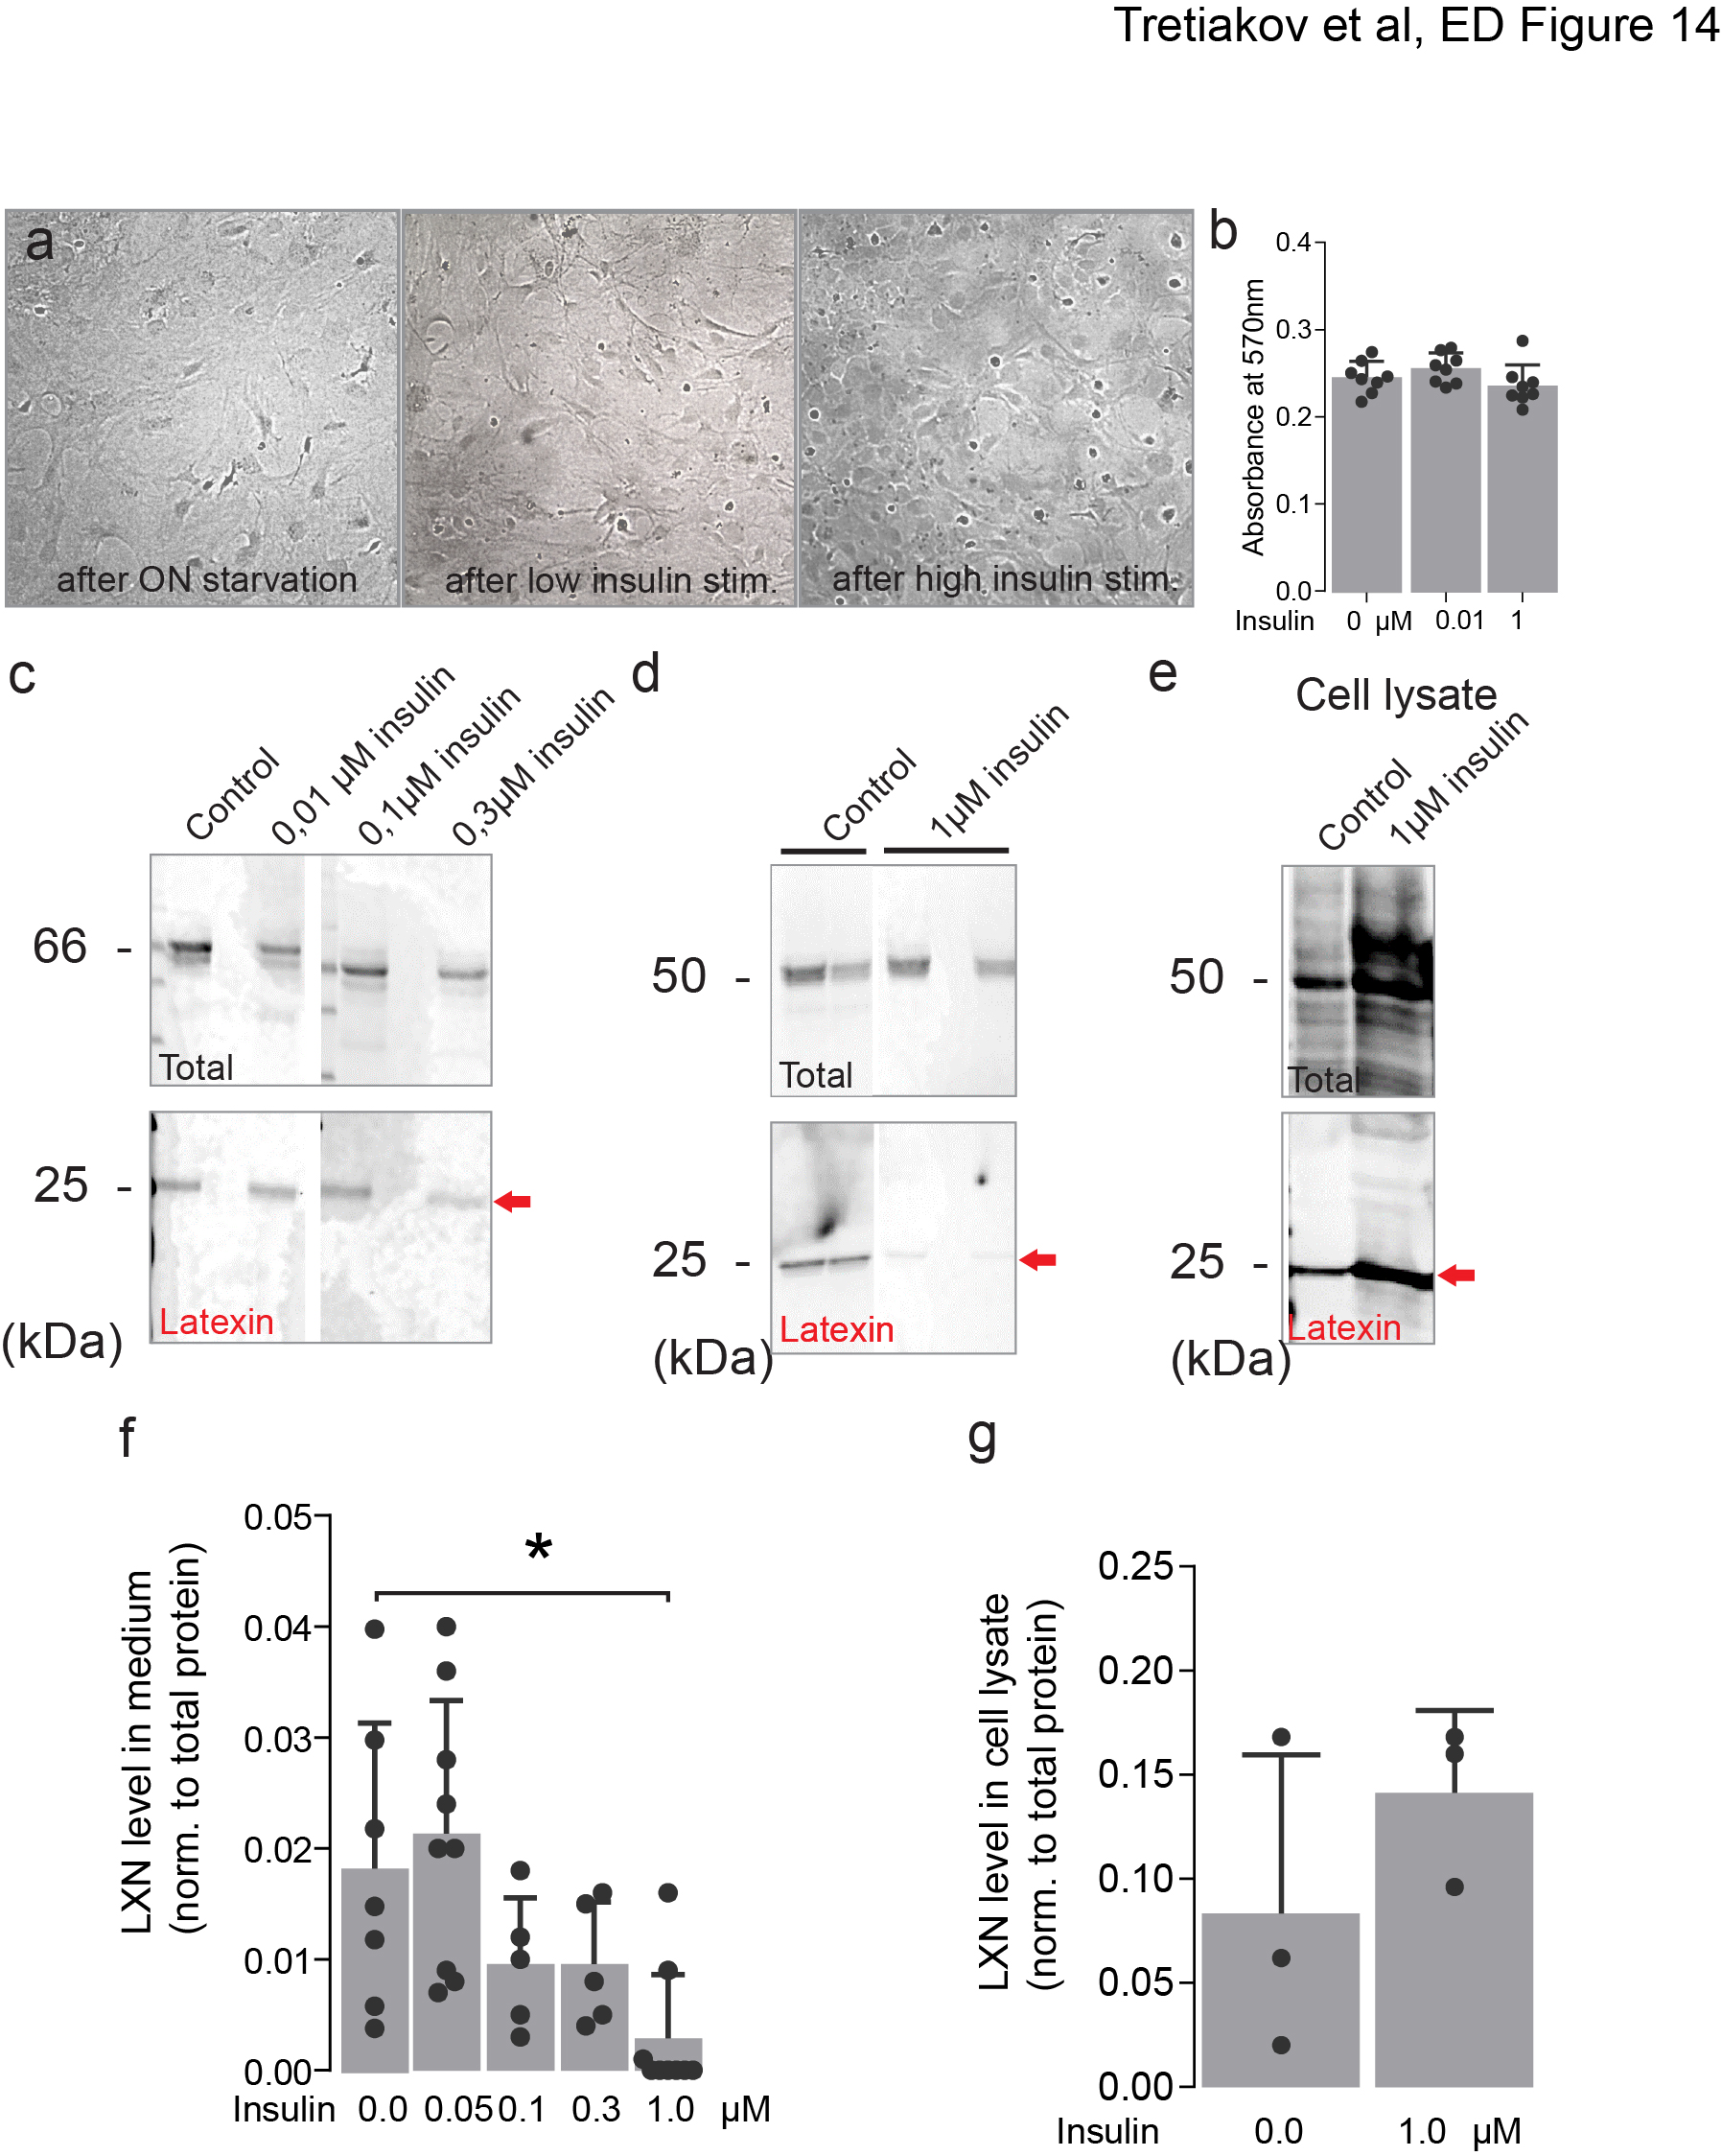 Tretiakov et al, ED Figure 14
a
after ON starvation
after low insulin stim.
after high insulin stim.
b
Absorbance at 570nm
0.4
0.3
0.2
0.1
0.0
Insulin 0 µM 0.01 1
c
Control
0,01 µM insulin
0,1µM insulin
0,3µM insulin
66 -
Total
25 -
Latexin
(kDa)
d
Control
1µM insulin
50 -
Total
25 -
Latexin
(kDa)
e
Cell lysate
Control
1µM insulin
50 -
Total
25 -
Latexin
(kDa)
f
LXN level in medium
(norm. to total protein)
0.05
0.04
0.03
0.02
0.01
0.00
*
Insulin 0.0 0.05 0.1 0.3 1.0 µM
g
LXN level in cell lysate
(norm. to total protein)
0.25
0.20
0.15
0.10
0.05
0.00
Insulin 0.0 1.0 µM